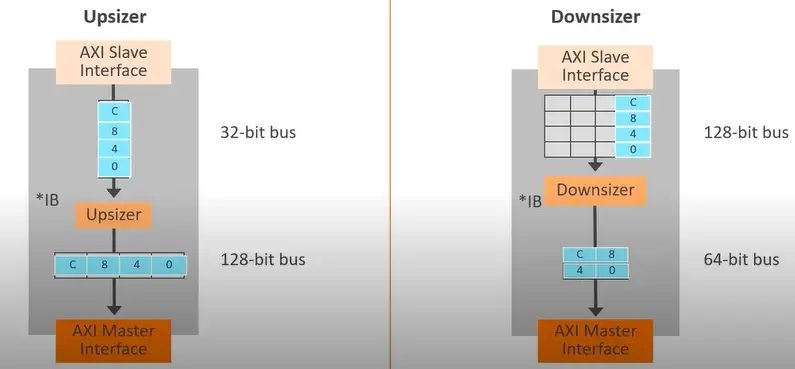 Upsizer
AXI Slave
Interface
C
8
4
0
32-bit bus
*IB
Upsizer
C 8 4 0
128-bit bus
AXI Master
Interface
Downsizer
AXI Slave
Interface
C
8
4
0
128-bit bus
*IB
Downsizer
C 8
4 0
64-bit bus
AXI Master
Interface